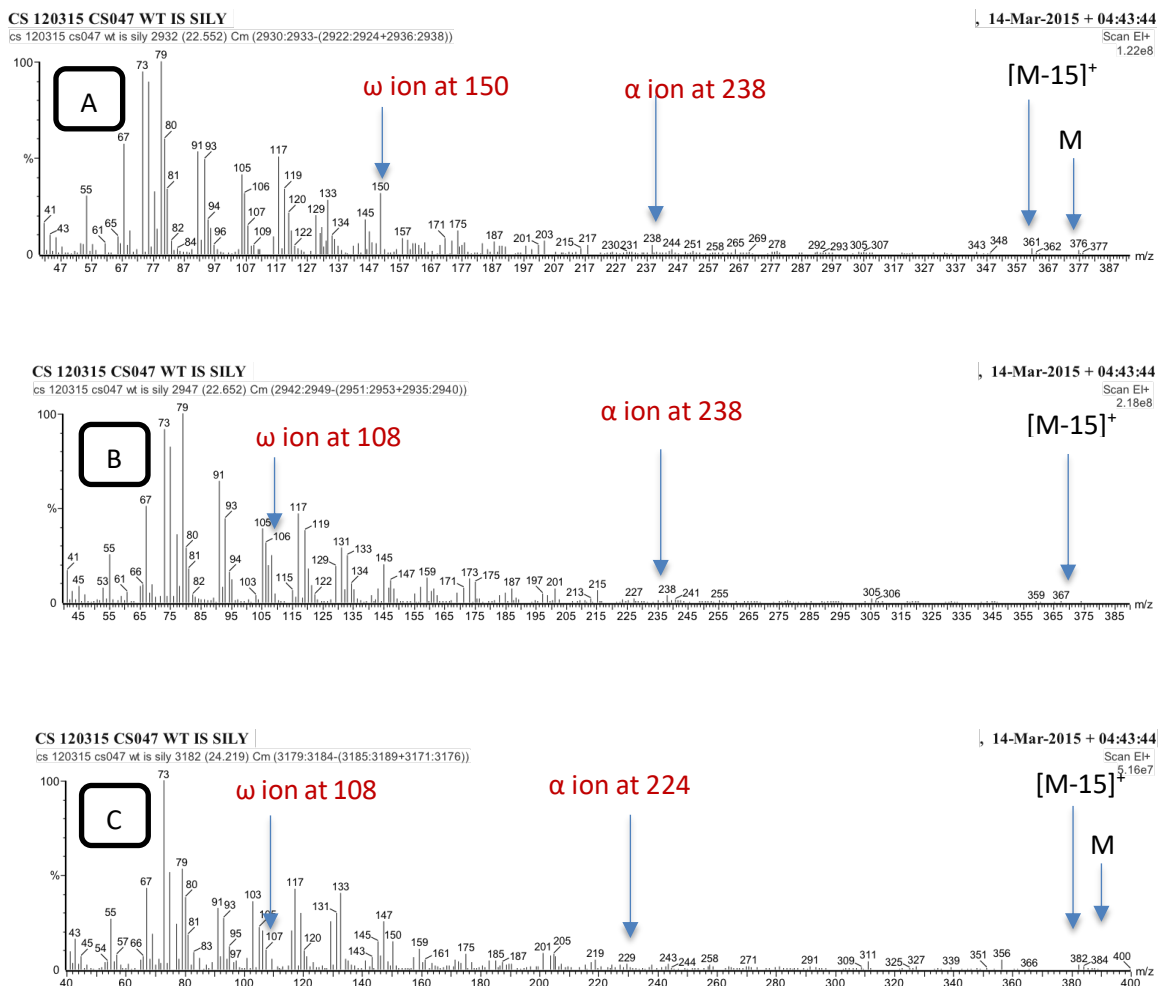 CS 120315 CS047 WT IS SILY , 14-Mar-2015 + 04:43:44
cs 120315 cs047 wt is sily 2932 (22.552) Cm (2930:2933-(2922:2924+2936:2938)) Scan EI+
1.22e8
100 79
73
A
ω ion at 150
α ion at 238
[M-15]⁺
M
%
0
41 43 55 61 65 67 80 81 82 84 91 93 94 96 105 106 107 109 117 119 120 122 129 133 134 145 150 157 171 175 187 201 203 215 217 230 231 238 244 251 258 265 269 278 292 293 305 307 343 348 361 362 376 377
47 57 67 77 87 97 107 117 127 137 147 157 167 177 187 197 207 217 227 237 247 257 267 277 287 297 307 317 327 337 347 357 367 377 387 m/z
CS 120315 CS047 WT IS SILY , 14-Mar-2015 + 04:43:44
cs 120315 cs047 wt is sily 2947 (22.652) Cm (2942:2949-(2951:2953+2935:2940)) Scan EI+
2.18e8
100 79
73
B
ω ion at 108
α ion at 238
[M-15]⁺
%
0
41 45 53 55 61 66 67 80 81 82 91 93 94 103 105 106 115 117 119 122 129 131 133 134 145 147 159 171 173 175 187 197 201 213 215 227 238 241 255 305 306 359 367
45 55 65 75 85 95 105 115 125 135 145 155 165 175 185 195 205 215 225 235 245 255 265 275 285 295 305 315 325 335 345 355 365 375 385 m/z
CS 120315 CS047 WT IS SILY , 14-Mar-2015 + 04:43:44
cs 120315 cs047 wt is sily 3182 (24.219) Cm (3179:3184-(3185:3189+3171:3176)) Scan EI+
5.16e7
100 73
C
ω ion at 108
α ion at 224
[M-15]⁺
M
%
0
43 45 54 55 57 66 67 79 80 81 83 91 93 95 97 103 105 107 117 120 131 133 143 145 147 150 159 161 175 185 187 201 205 219 229 243 244 258 271 291 309 311 325 327 339 351 356 366 382 384 400
40 60 80 100 120 140 160 180 200 220 240 260 280 300 320 340 360 380 400 m/z